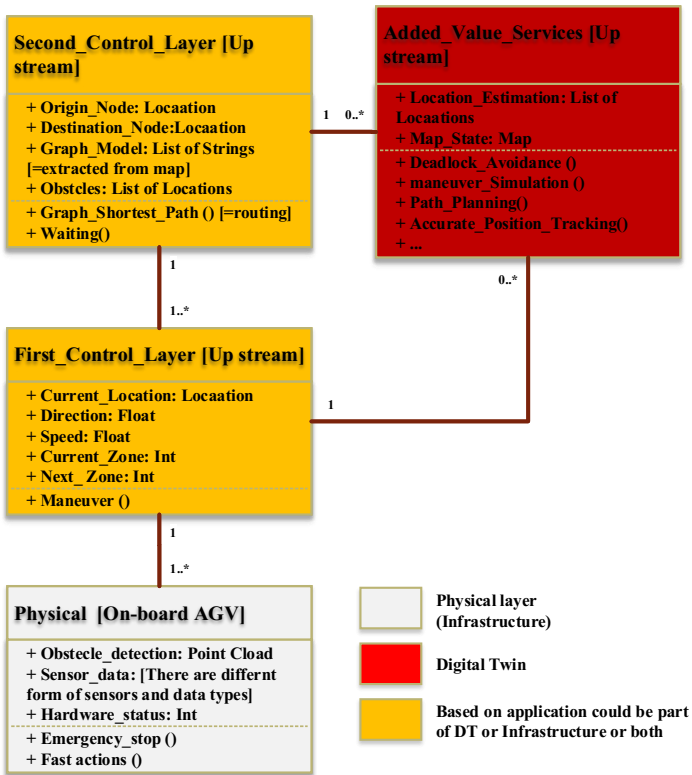 Second_Control_Layer [Up
stream]
+ Origin_Node: Locaation
+ Destination_Node:Locaation
+ Graph_Model: List of Strings
[=extracted from map]
+ Obstcles: List of Locations
+ Graph_Shortest_Path () [=routing]
+ Waiting()
1
0..*
Added_Value_Services [Up
stream]
+ Location_Estimation: List of
Locaations
+ Map_State: Map
+ Deadlock_Avoidance ()
+ maneuver_Simulation ()
+ Path_Planning()
+ Accurate_Position_Tracking()
+ ...
1
1..*
0..*
First_Control_Layer [Up stream]
+ Current_Location: Locaation
+ Direction: Float
+ Speed: Float
+ Current_Zone: Int
+ Next_ Zone: Int
+ Maneuver ()
1
1
1..*
Physical [On-board AGV]
+ Obstecle_detection: Point Cload
+ Sensor_data: [There are differnt
form of sensors and data types]
+ Hardware_status: Int
+ Emergency_stop ()
+ Fast actions ()
Physical layer
(Infrastructure)
Digital Twin
Based on application could be part
of DT or Infrastructure or both